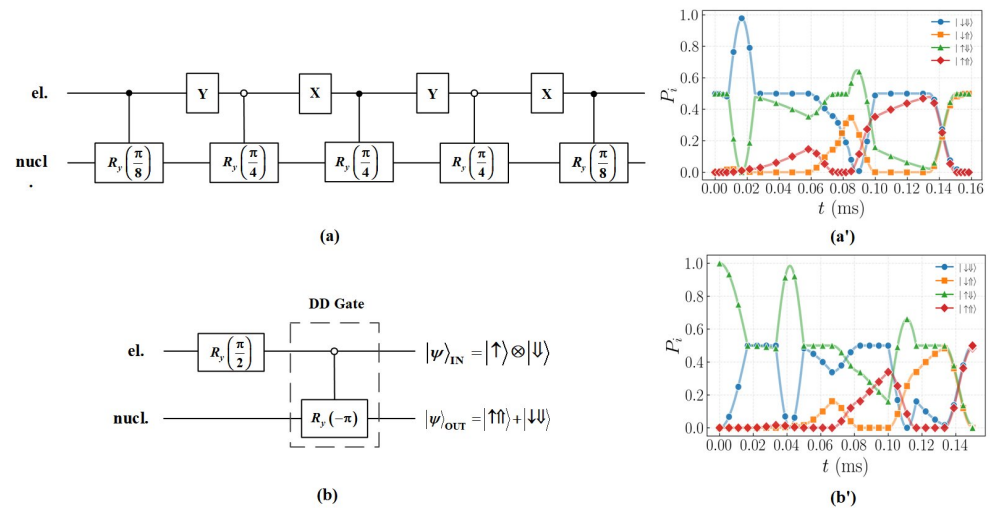 el.
Y
X
Y
X
nucl
.
R_y(π/8)
R_y(π/4)
R_y(π/4)
R_y(π/4)
R_y(π/8)
(a)
P_i
1.0
0.8
0.6
0.4
0.2
0.0
|↓⇓⟩
|↓⇑⟩
|↑⇓⟩
|↑⇑⟩
0.00 0.02 0.04 0.06 0.08 0.10 0.12 0.14 0.16
t (ms)
(a')
DD Gate
el.
R_y(π/2)
|ψ⟩IN = |↑⟩⊗|⇓⟩
nucl.
R_y(−π)
|ψ⟩OUT = |↑⇑⟩+|↓⇓⟩
(b)
P_i
1.0
0.8
0.6
0.4
0.2
0.0
|↓⇓⟩
|↓⇑⟩
|↑⇓⟩
|↑⇑⟩
0.00 0.02 0.04 0.06 0.08 0.10 0.12 0.14
t (ms)
(b')